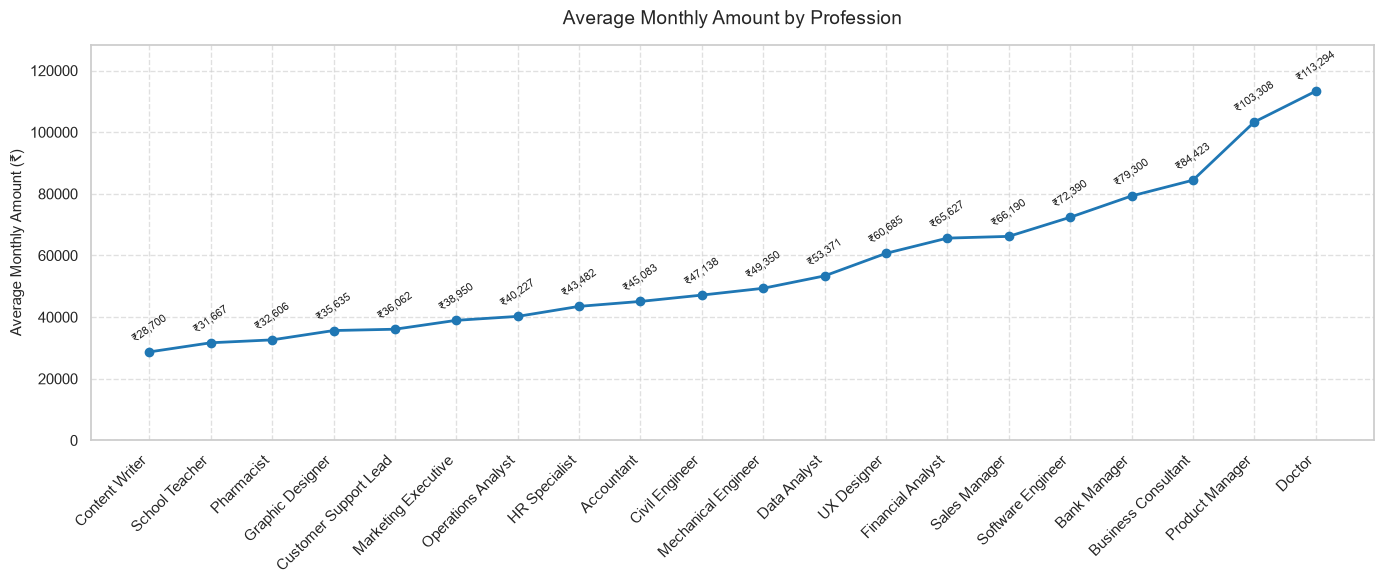 Average Monthly Amount by Profession
Average Monthly Amount (₹)
120000
100000
80000
60000
40000
20000
0
₹28,700
₹31,667
₹32,606
₹35,635
₹36,062
₹38,950
₹40,227
₹43,482
₹45,083
₹47,138
₹49,350
₹53,371
₹60,685
₹65,627
₹66,190
₹72,390
₹79,300
₹84,423
₹103,308
₹113,294
Content Writer
School Teacher
Pharmacist
Graphic Designer
Customer Support Lead
Marketing Executive
Operations Analyst
HR Specialist
Accountant
Civil Engineer
Mechanical Engineer
Data Analyst
UX Designer
Financial Analyst
Sales Manager
Software Engineer
Bank Manager
Business Consultant
Product Manager
Doctor